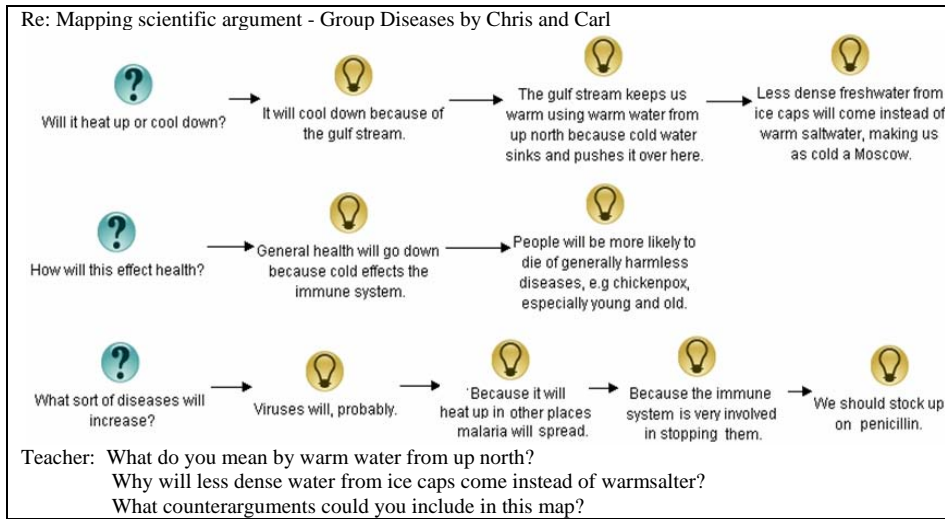 Re: Mapping scientific argument - Group Diseases by Chris and Carl
?
Will it heat up or cool down?
It will cool down because of
the gulf stream.
The gulf stream keeps us
warm using warm water from
up north because cold water
sinks and pushes it over here.
Less dense freshwater from
ice caps will come instead of
warm saltwater, making us
as cold a Moscow.
?
How will this effect health?
General health will go down
because cold effects the
immune system.
People will be more likely to
die of generally harmless
diseases, e.g chickenpox,
especially young and old.
?
What sort of diseases will
increase?
Viruses will, probably.
'Because it will
heat up in other places
malaria will spread.
Because the immune
system is very involved
in stopping them.
We should stock up
on penicillin.
Teacher: What do you mean by warm water from up north?
Why will less dense water from ice caps come instead of warmsalter?
What counterarguments could you include in this map?